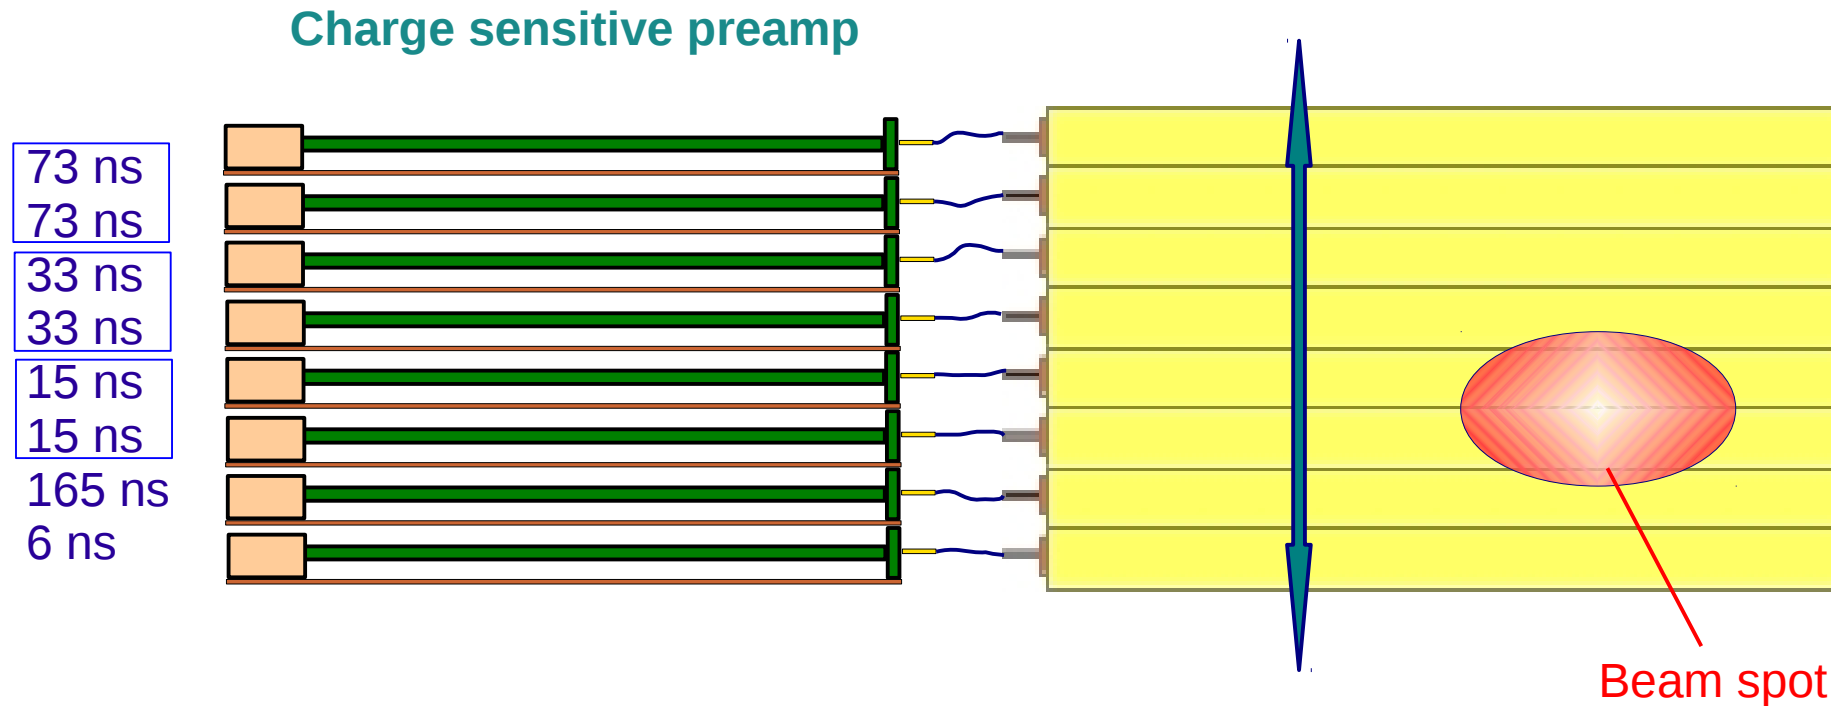 Charge sensitive preamp
73 ns
73 ns
33 ns
33 ns
15 ns
15 ns
165 ns
6 ns
Beam spot